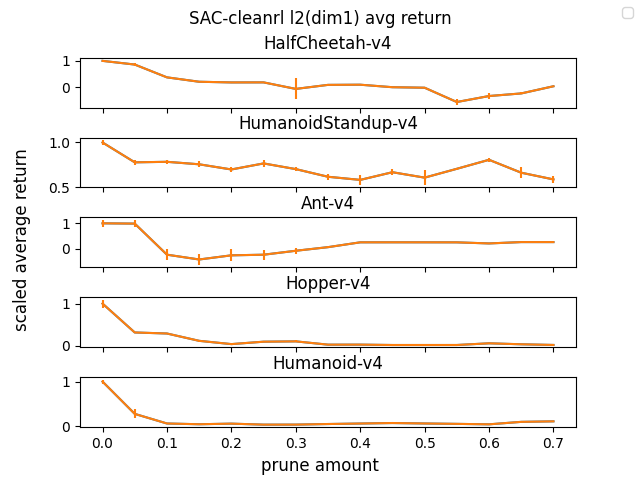 SAC-cleanrl l2(dim1) avg return
HalfCheetah-v4
1
0
HumanoidStandup-v4
1.0
0.5
Ant-v4
1
0
Hopper-v4
1
0
Humanoid-v4
1
0
0.0 0.1 0.2 0.3 0.4 0.5 0.6 0.7
prune amount
scaled average return